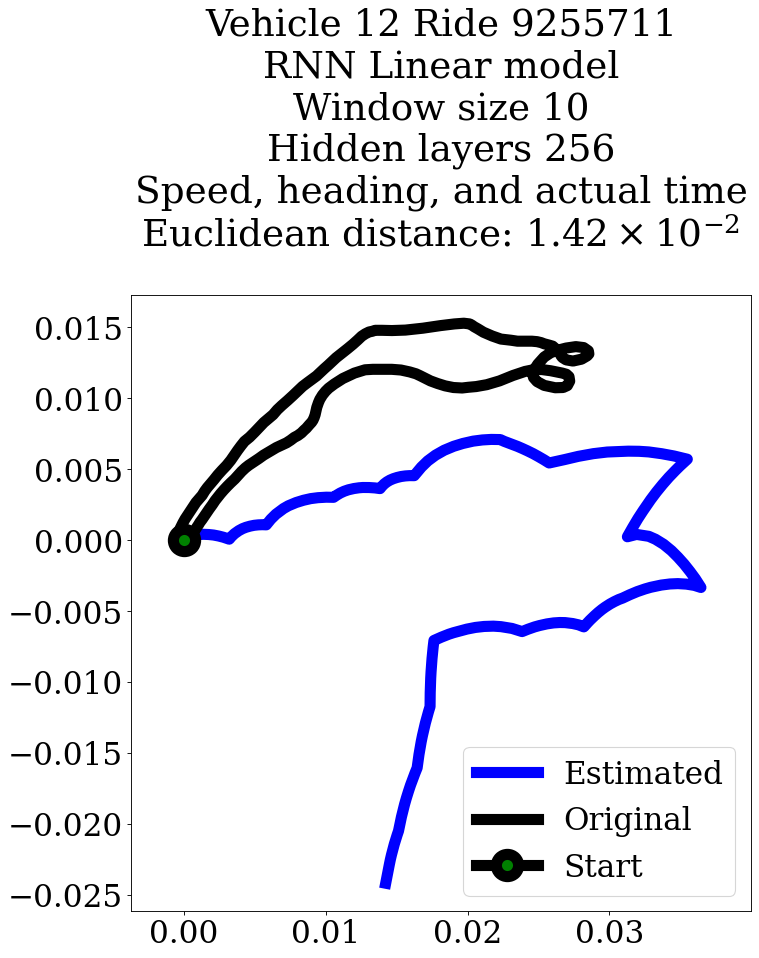 Vehicle 12 Ride 9255711
RNN Linear model
Window size 10
Hidden layers 256
Speed, heading, and actual time
Euclidean distance: 1.42 × 10⁻²
0.015
0.010
0.005
0.000
−0.005
−0.010
−0.015
−0.020
−0.025
Estimated
Original
Start
0.00 0.01 0.02 0.03